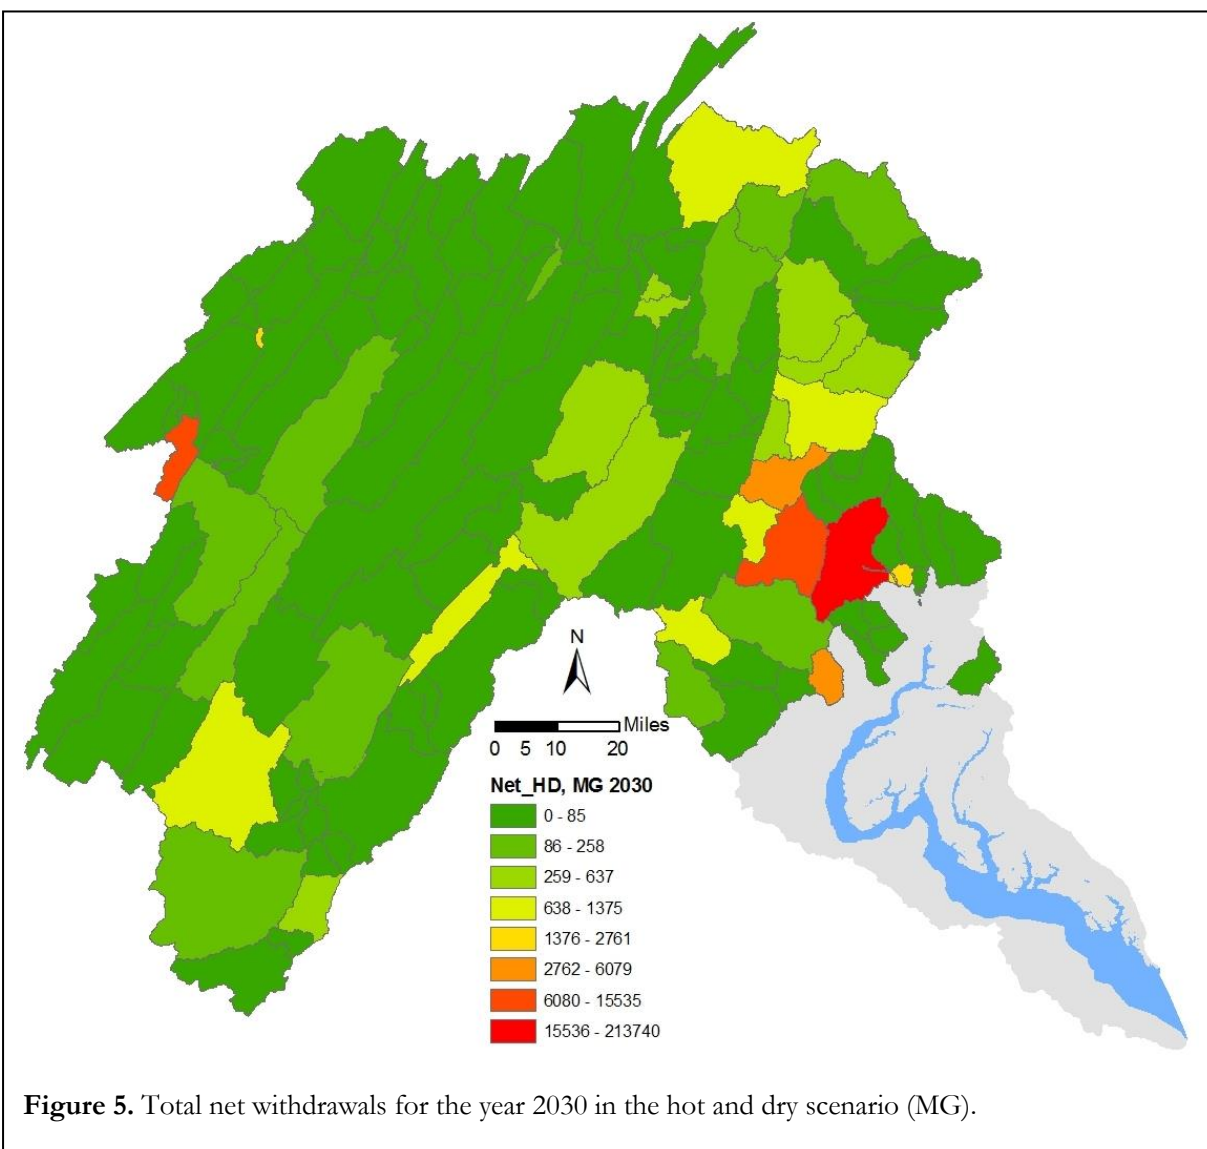 N
Miles
0 5 10 20
Net_HD, MG 2030
0 - 85
86 - 258
259 - 637
638 - 1375
1376 - 2761
2762 - 6079
6080 - 15535
15536 - 213740
Figure 5. Total net withdrawals for the year 2030 in the hot and dry scenario (MG).